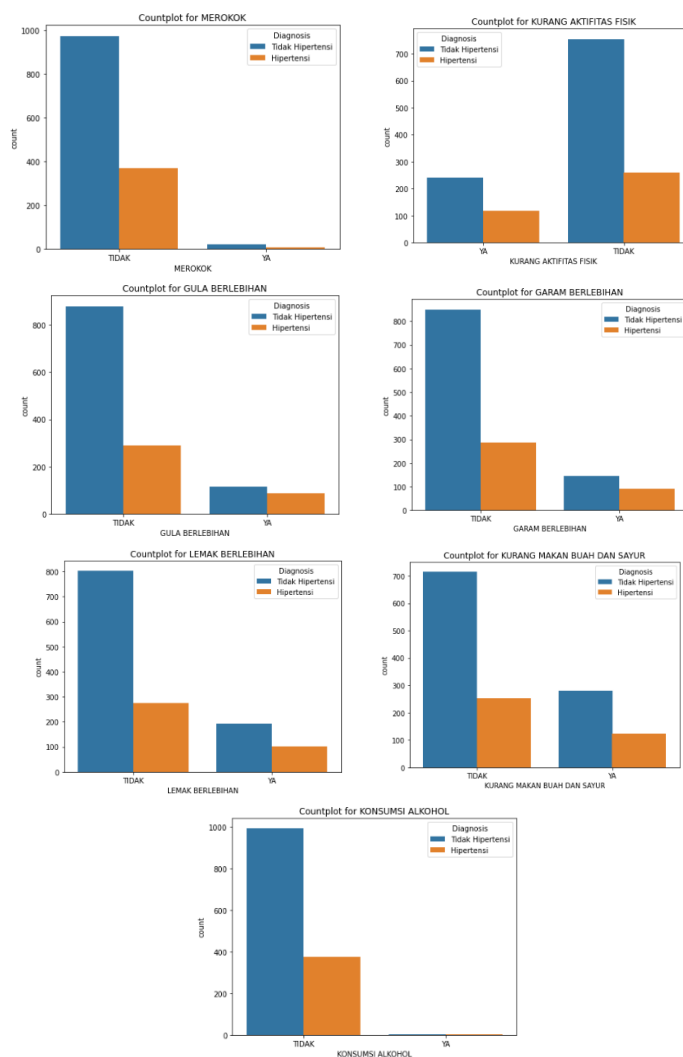 Countplot for MEROKOK
1000
800
600
400
200
0
count
Diagnosis
Tidak Hipertensi
Hipertensi
TIDAK
YA
MEROKOK
Countplot for KURANG AKTIFITAS FISIK
700
600
500
400
300
200
100
0
count
Diagnosis
Tidak Hipertensi
Hipertensi
YA
TIDAK
KURANG AKTIFITAS FISIK
Countplot for GULA BERLEBIHAN
800
600
400
200
0
count
Diagnosis
Tidak Hipertensi
Hipertensi
TIDAK
YA
GULA BERLEBIHAN
Countplot for GARAM BERLEBIHAN
800
700
600
500
400
300
200
100
0
count
Diagnosis
Tidak Hipertensi
Hipertensi
TIDAK
YA
GARAM BERLEBIHAN
Countplot for LEMAK BERLEBIHAN
800
700
600
500
400
300
200
100
0
count
Diagnosis
Tidak Hipertensi
Hipertensi
TIDAK
YA
LEMAK BERLEBIHAN
Countplot for KURANG MAKAN BUAH DAN SAYUR
700
600
500
400
300
200
100
0
count
Diagnosis
Tidak Hipertensi
Hipertensi
TIDAK
YA
KURANG MAKAN BUAH DAN SAYUR
Countplot for KONSUMSI ALKOHOL
1000
800
600
400
200
0
count
Diagnosis
Tidak Hipertensi
Hipertensi
TIDAK
YA
KONSUMSI ALKOHOL